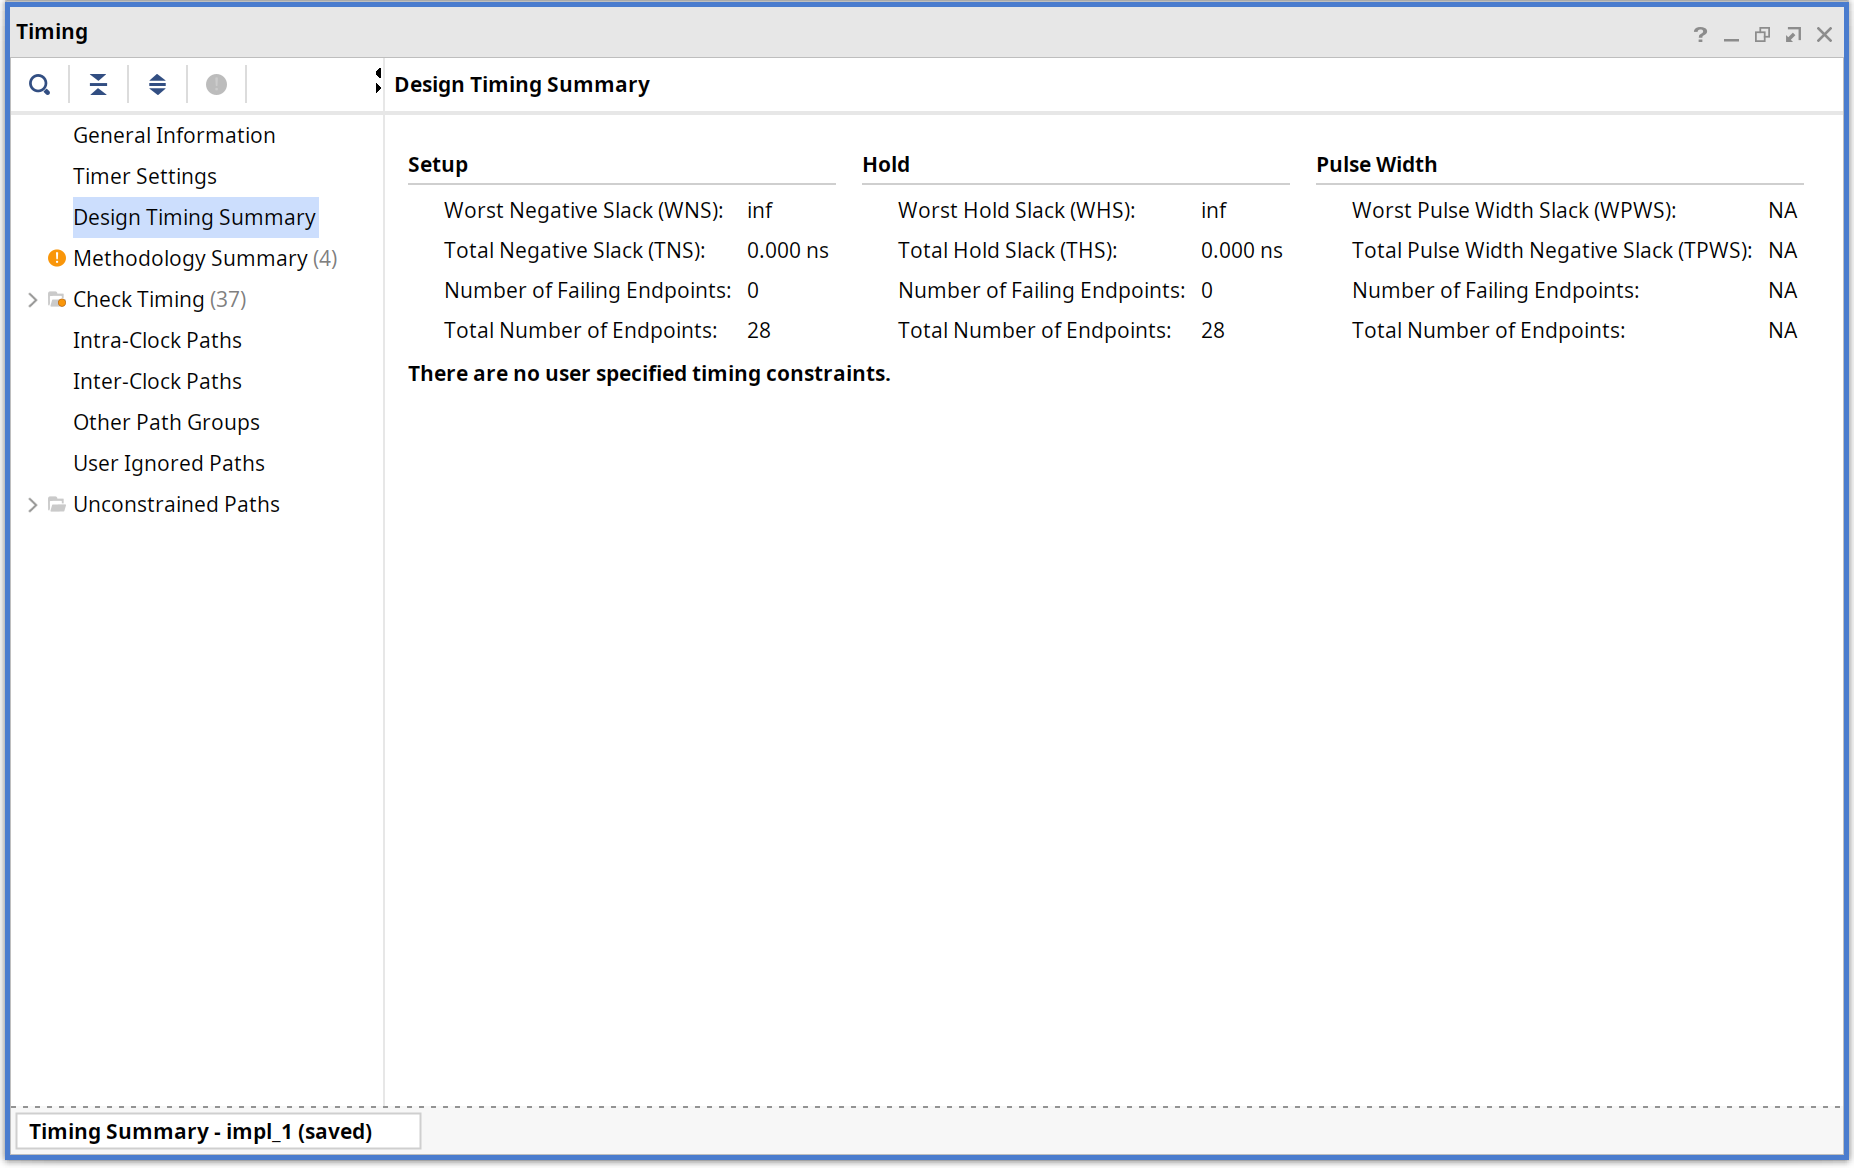 Timing
?
Design Timing Summary
General Information
Timer Settings
Design Timing Summary
Methodology Summary (4)
Check Timing (37)
Intra-Clock Paths
Inter-Clock Paths
Other Path Groups
User Ignored Paths
Unconstrained Paths
Setup
Worst Negative Slack (WNS): inf
Total Negative Slack (TNS): 0.000 ns
Number of Failing Endpoints: 0
Total Number of Endpoints: 28
Hold
Worst Hold Slack (WHS): inf
Total Hold Slack (THS): 0.000 ns
Number of Failing Endpoints: 0
Total Number of Endpoints: 28
Pulse Width
Worst Pulse Width Slack (WPWS): NA
Total Pulse Width Negative Slack (TPWS): NA
Number of Failing Endpoints: NA
Total Number of Endpoints: NA
There are no user specified timing constraints.
Timing Summary - impl_1 (saved)